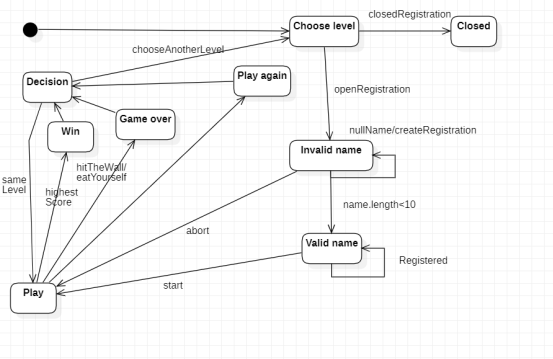 closedRegistration
Choose level
Closed
chooseAnotherLevel
Decision
Play again
openRegistration
Win
Game over
nullName/createRegistration
Invalid name
hitTheWall/
eatYourself
same
Level
highest
Score
name.length<10
abort
Valid name
Registered
start
Play